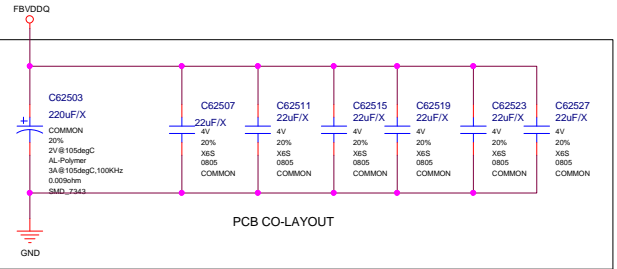 FBVDDQ
C62503
220uF/X
COMMON
20%
2V@105degC
AL-Polymer
3A@105degC,100KHz
0.009ohm
SMD_7343
C62507
22uF/X
4V
20%
X6S
0805
COMMON
C62511
22uF/X
4V
20%
X6S
0805
COMMON
C62515
22uF/X
4V
20%
X6S
0805
COMMON
C62519
22uF/X
4V
20%
X6S
0805
COMMON
C62523
22uF/X
4V
20%
X6S
0805
COMMON
C62527
22uF/X
4V
20%
X6S
0805
COMMON
PCB CO-LAYOUT
GND